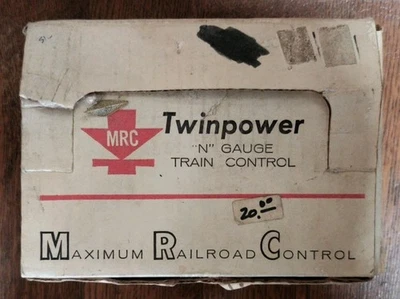 MRC
Twinpower
"N" GAUGE
TRAIN CONTROL
20.00
MAXIMUM RAILROAD CONTROL